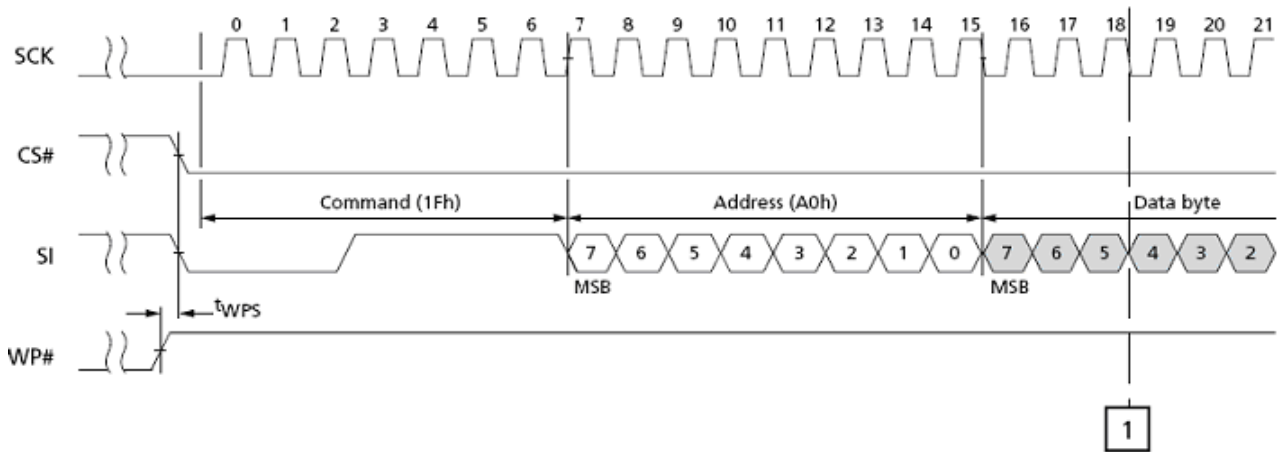 0 1 2 3 4 5 6 7 8 9 10 11 12 13 14 15 16 17 18 19 20 21
SCK
CS#
Command (1Fh) Address (A0h) Data byte
SI 7 6 5 4 3 2 1 0 7 6 5 4 3 2
MSB MSB
tWPS
WP#
1